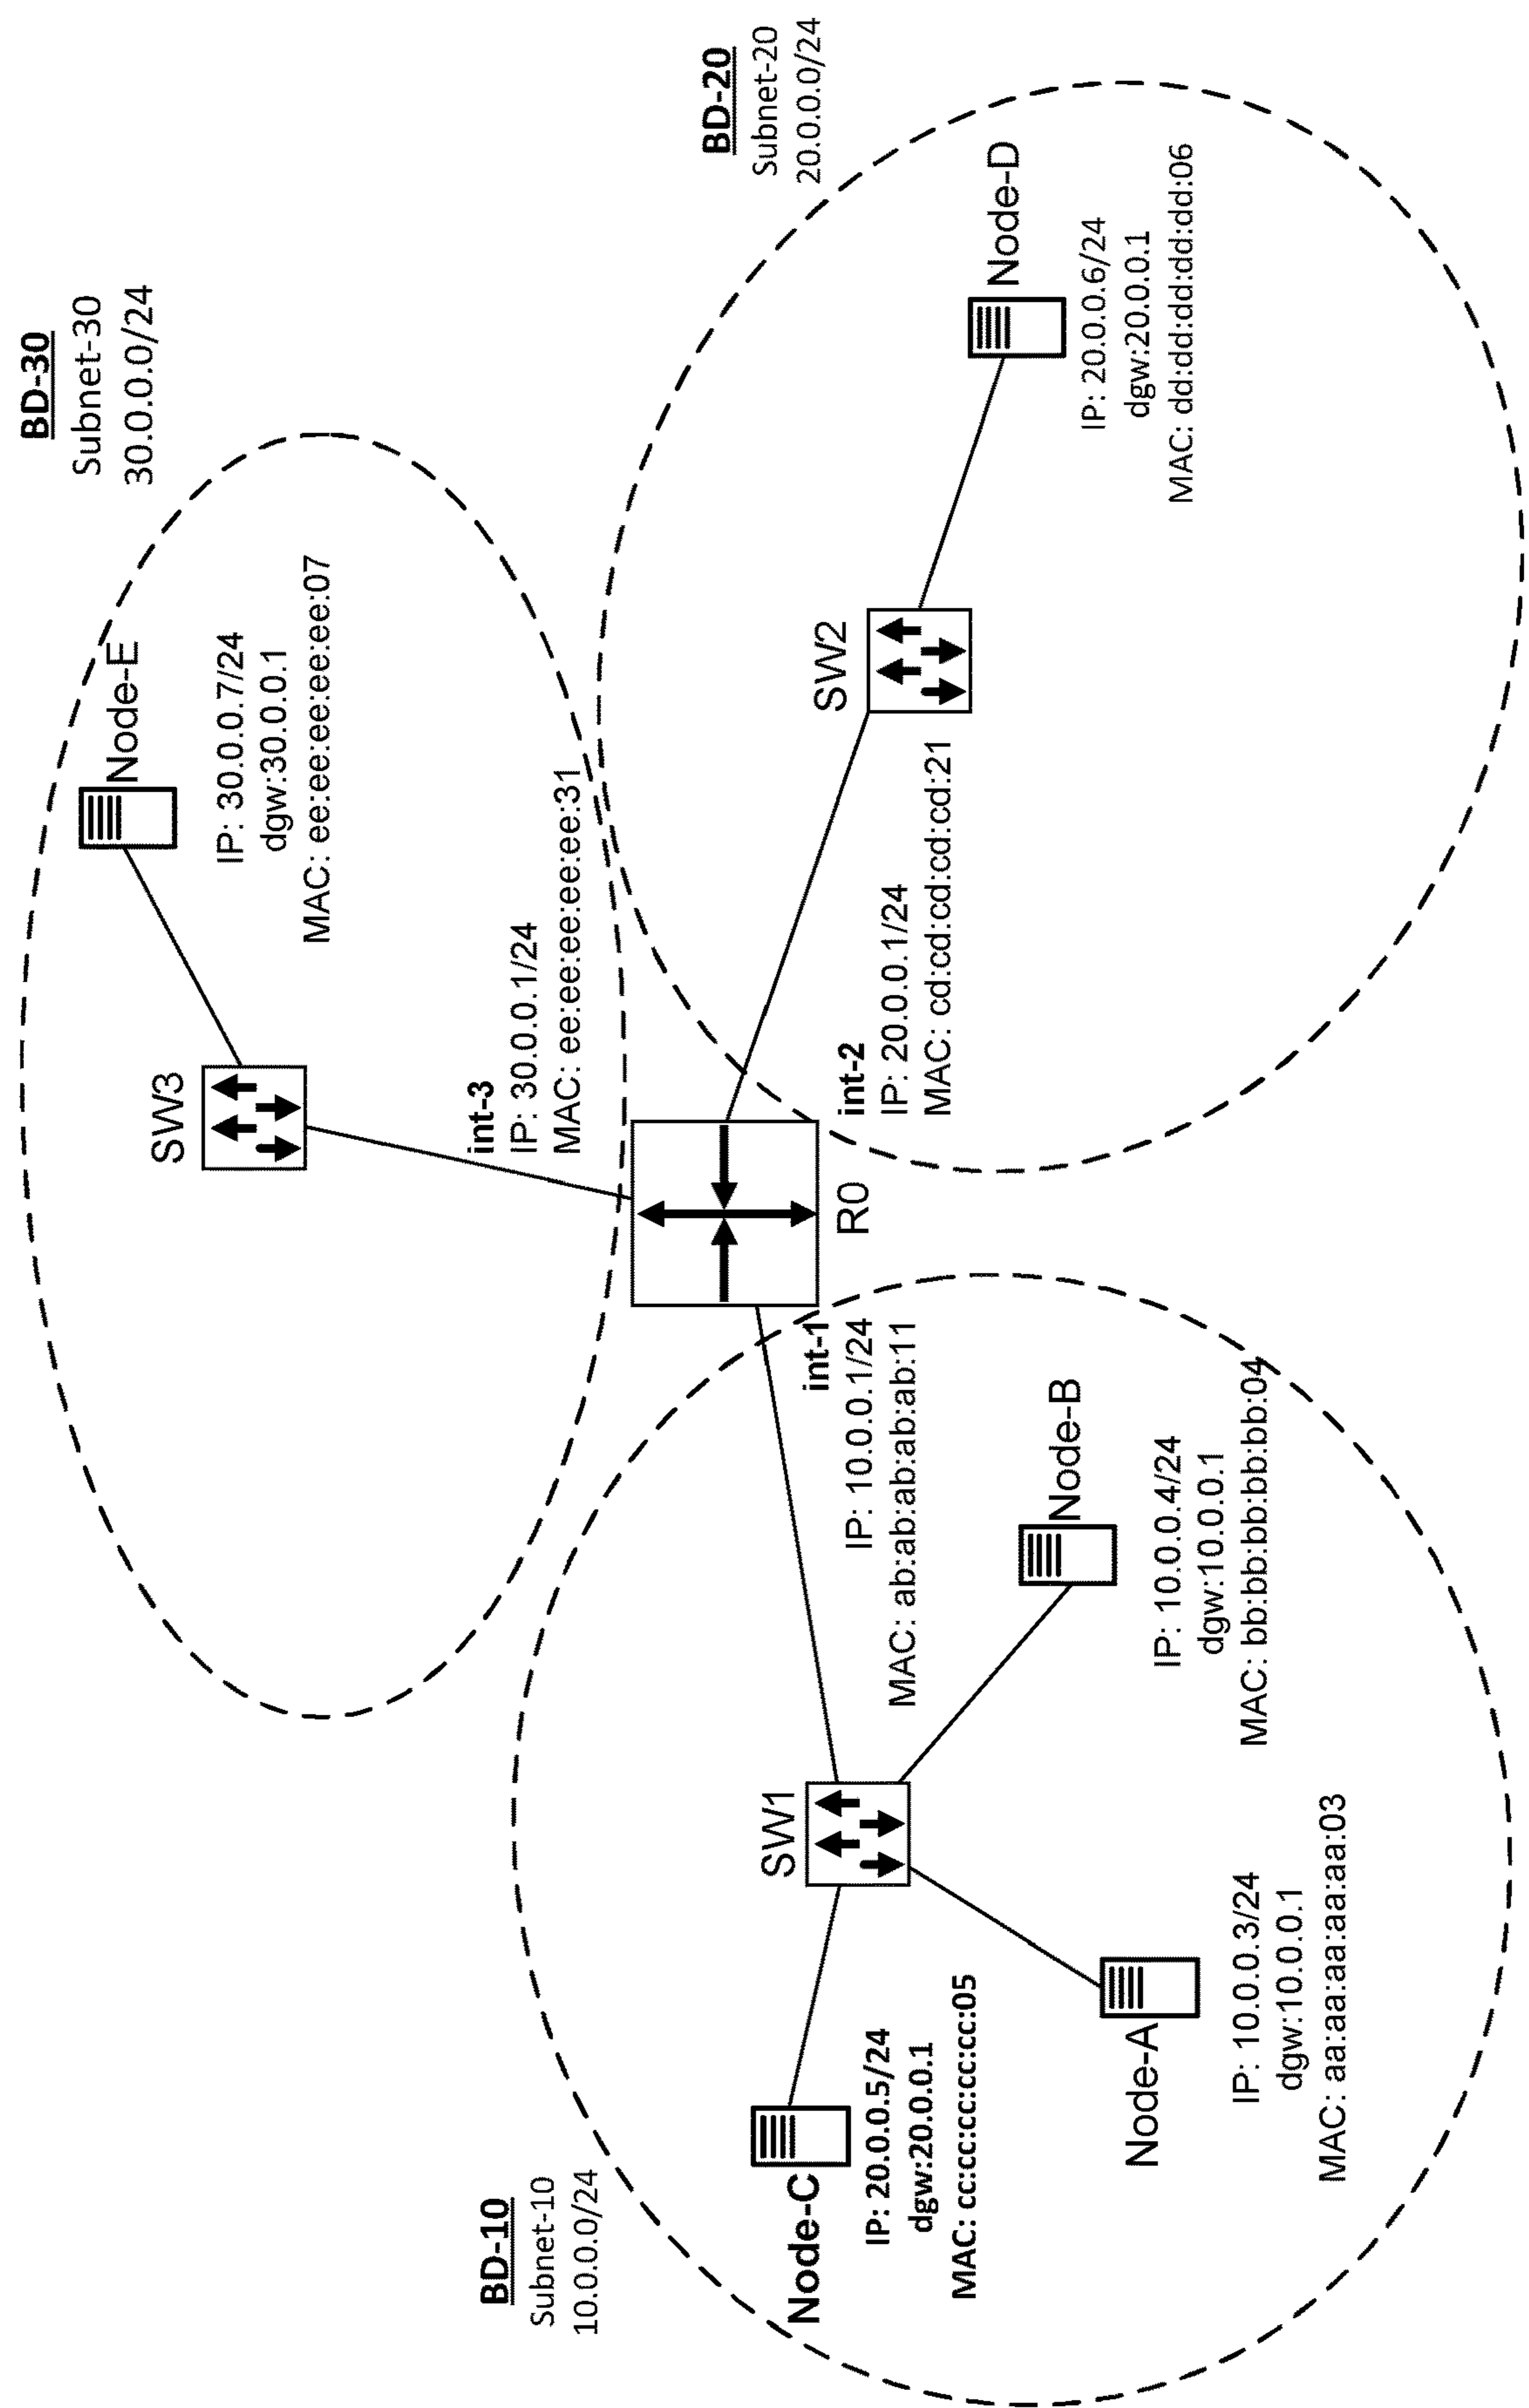 BD-30
Subnet-30
30.0.0.0/24
Node-E
IP: 30.0.0.7/24
dgw:30.0.0.1
MAC: ee:ee:ee:ee:ee:07
SW3
int-3
IP: 30.0.0.1/24
MAC: ee:ee:ee:ee:ee:31
BD-10
Subnet-10
10.0.0.0/24
Node-C
IP: 20.0.0.5/24
dgw:20.0.0.1
MAC: cc:cc:cc:cc:cc:05
SW1
Node-A
IP: 10.0.0.3/24
dgw:10.0.0.1
MAC: aa:aa:aa:aa:aa:03
Node-B
IP: 10.0.0.4/24
dgw:10.0.0.1
MAC: bb:bb:bb:bb:bb:04
int-1
IP: 10.0.0.1/24
MAC: ab:ab:ab:ab:ab:11
R0
int-2
IP: 20.0.0.1/24
MAC: cd:cd:cd:cd:cd:21
SW2
BD-20
Subnet-20
20.0.0.0/24
Node-D
IP: 20.0.0.6/24
dgw:20.0.0.1
MAC: dd:dd:dd:dd:dd:06